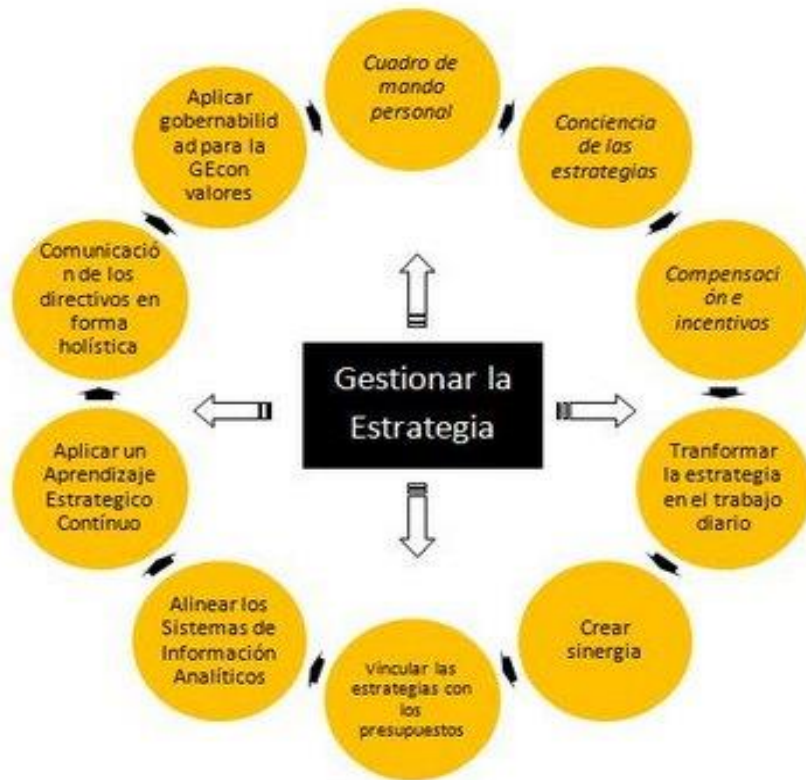 Cuadro de
mando
personal
Conciencia
de las
estrategias
Compensaci
ón e
incentivos
Tranformar
la estrategia
en el trabajo
diario
Crear
sinergia
Vincular las
estrategias con
los
presupuestos
Alinear los
Sistemas de
Información
Analíticos
Aplicar un
Aprendizaje
Estrategico
Contínuo
Comunicació
n de los
directivos en
forma
holística
Aplicar
gobernabilid
ad para la
GEcon
valores
Gestionar la
Estrategia